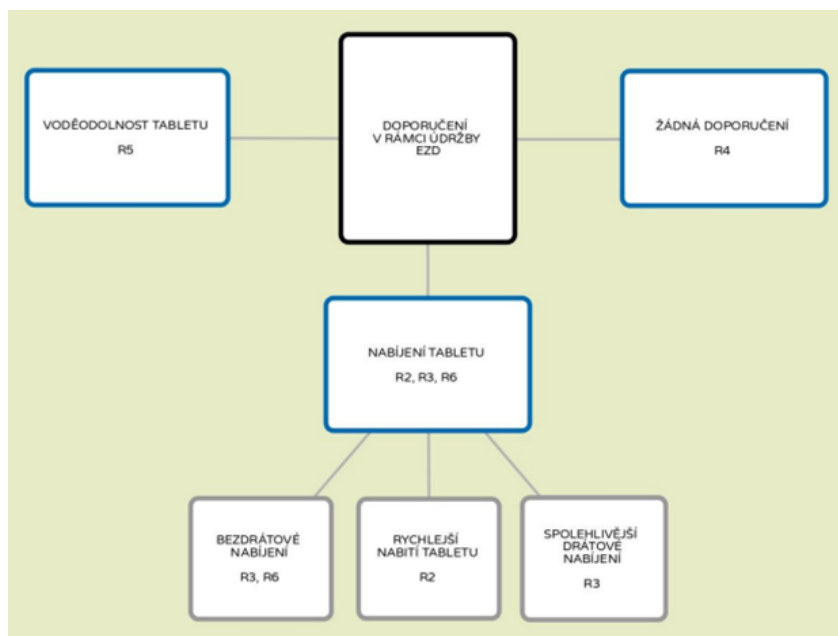 DOPORUČENÍ
V RÁMCI ÚDRŽBY
EZD
VODĚODOLNOST TABLETU
R5
ŽÁDNÁ DOPORUČENÍ
R4
NABÍJENÍ TABLETU
R2, R3, R6
BEZDRÁTOVÉ
NABÍJENÍ
R3, R6
RYCHLEJŠÍ
NABITÍ TABLETU
R2
SPOLEHLIVĚJŠÍ
DRÁTOVÉ
NABÍJENÍ
R3